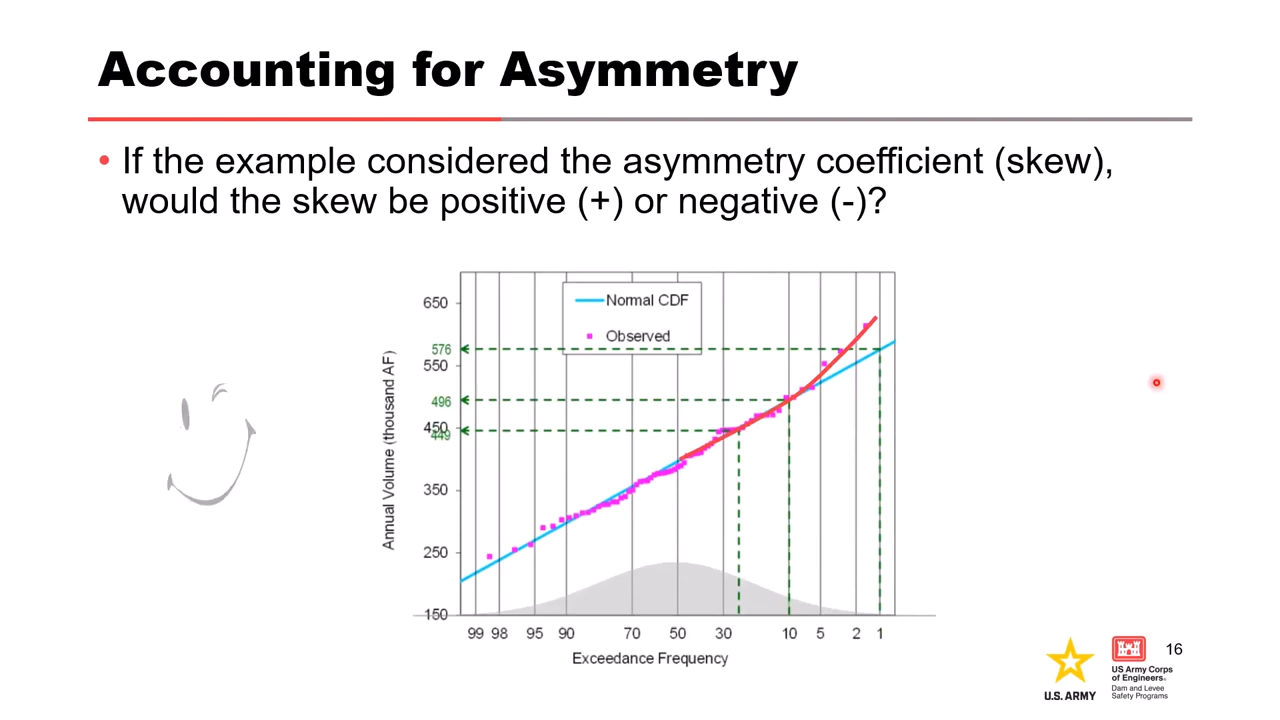 Accounting for Asymmetry
• If the example considered the asymmetry coefficient (skew),
would the skew be positive (+) or negative (-)?
Normal CDF
Observed
650
576
550
496
450
449
350
250
150
Annual Volume (thousand AF)
99 98 95 90 70 50 30 10 5 2 1
Exceedance Frequency
U.S. ARMY
US Army Corps
of Engineers®
Dam and Levee
Safety Programs
16